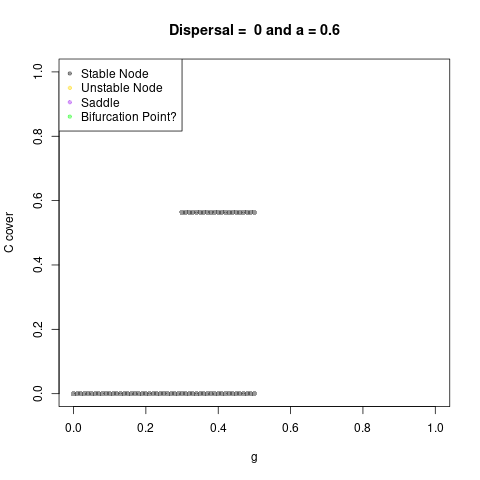 Dispersal =  0 and a = 0.6
Stable Node
Unstable Node
Saddle
Bifurcation Point?
C cover
1.0
0.8
0.6
0.4
0.2
0.0
0.0 0.2 0.4 0.6 0.8 1.0
g